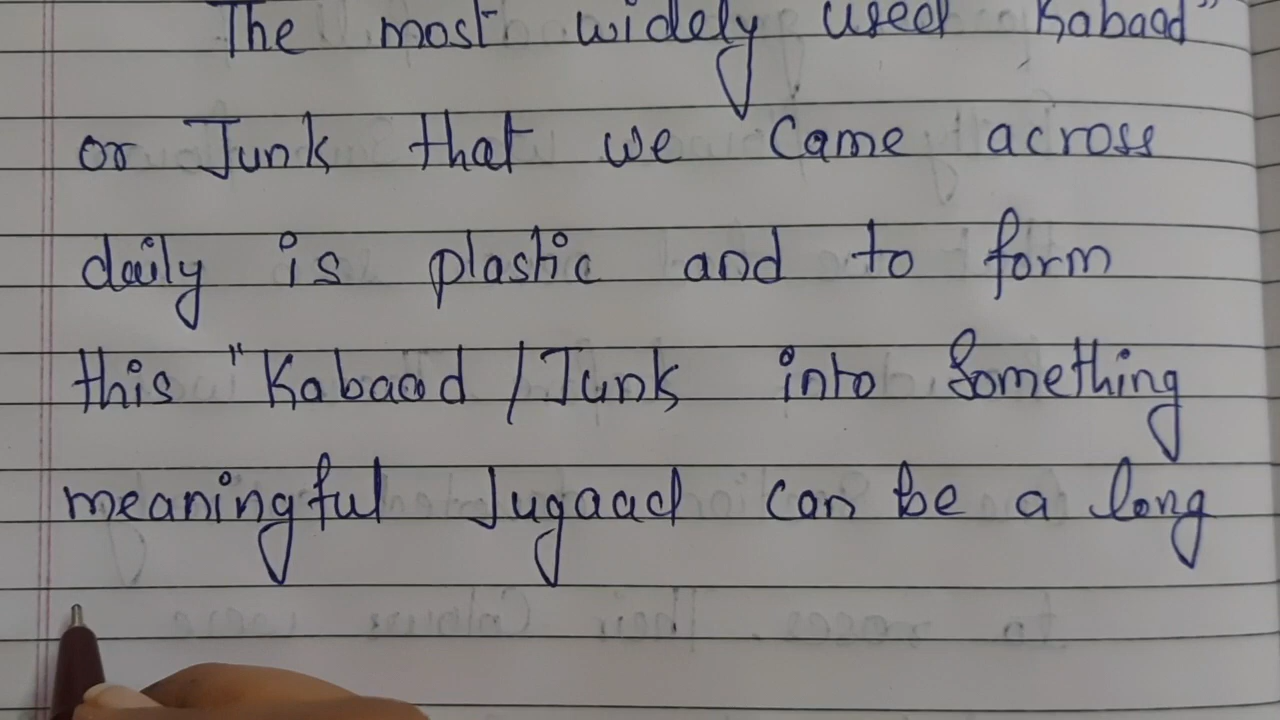 The most widely used Kabaad"
or Junk that we Came across
daily is plastic and to form
this "Kabaad / Junk into Something
meaningful Jugaad can be a long